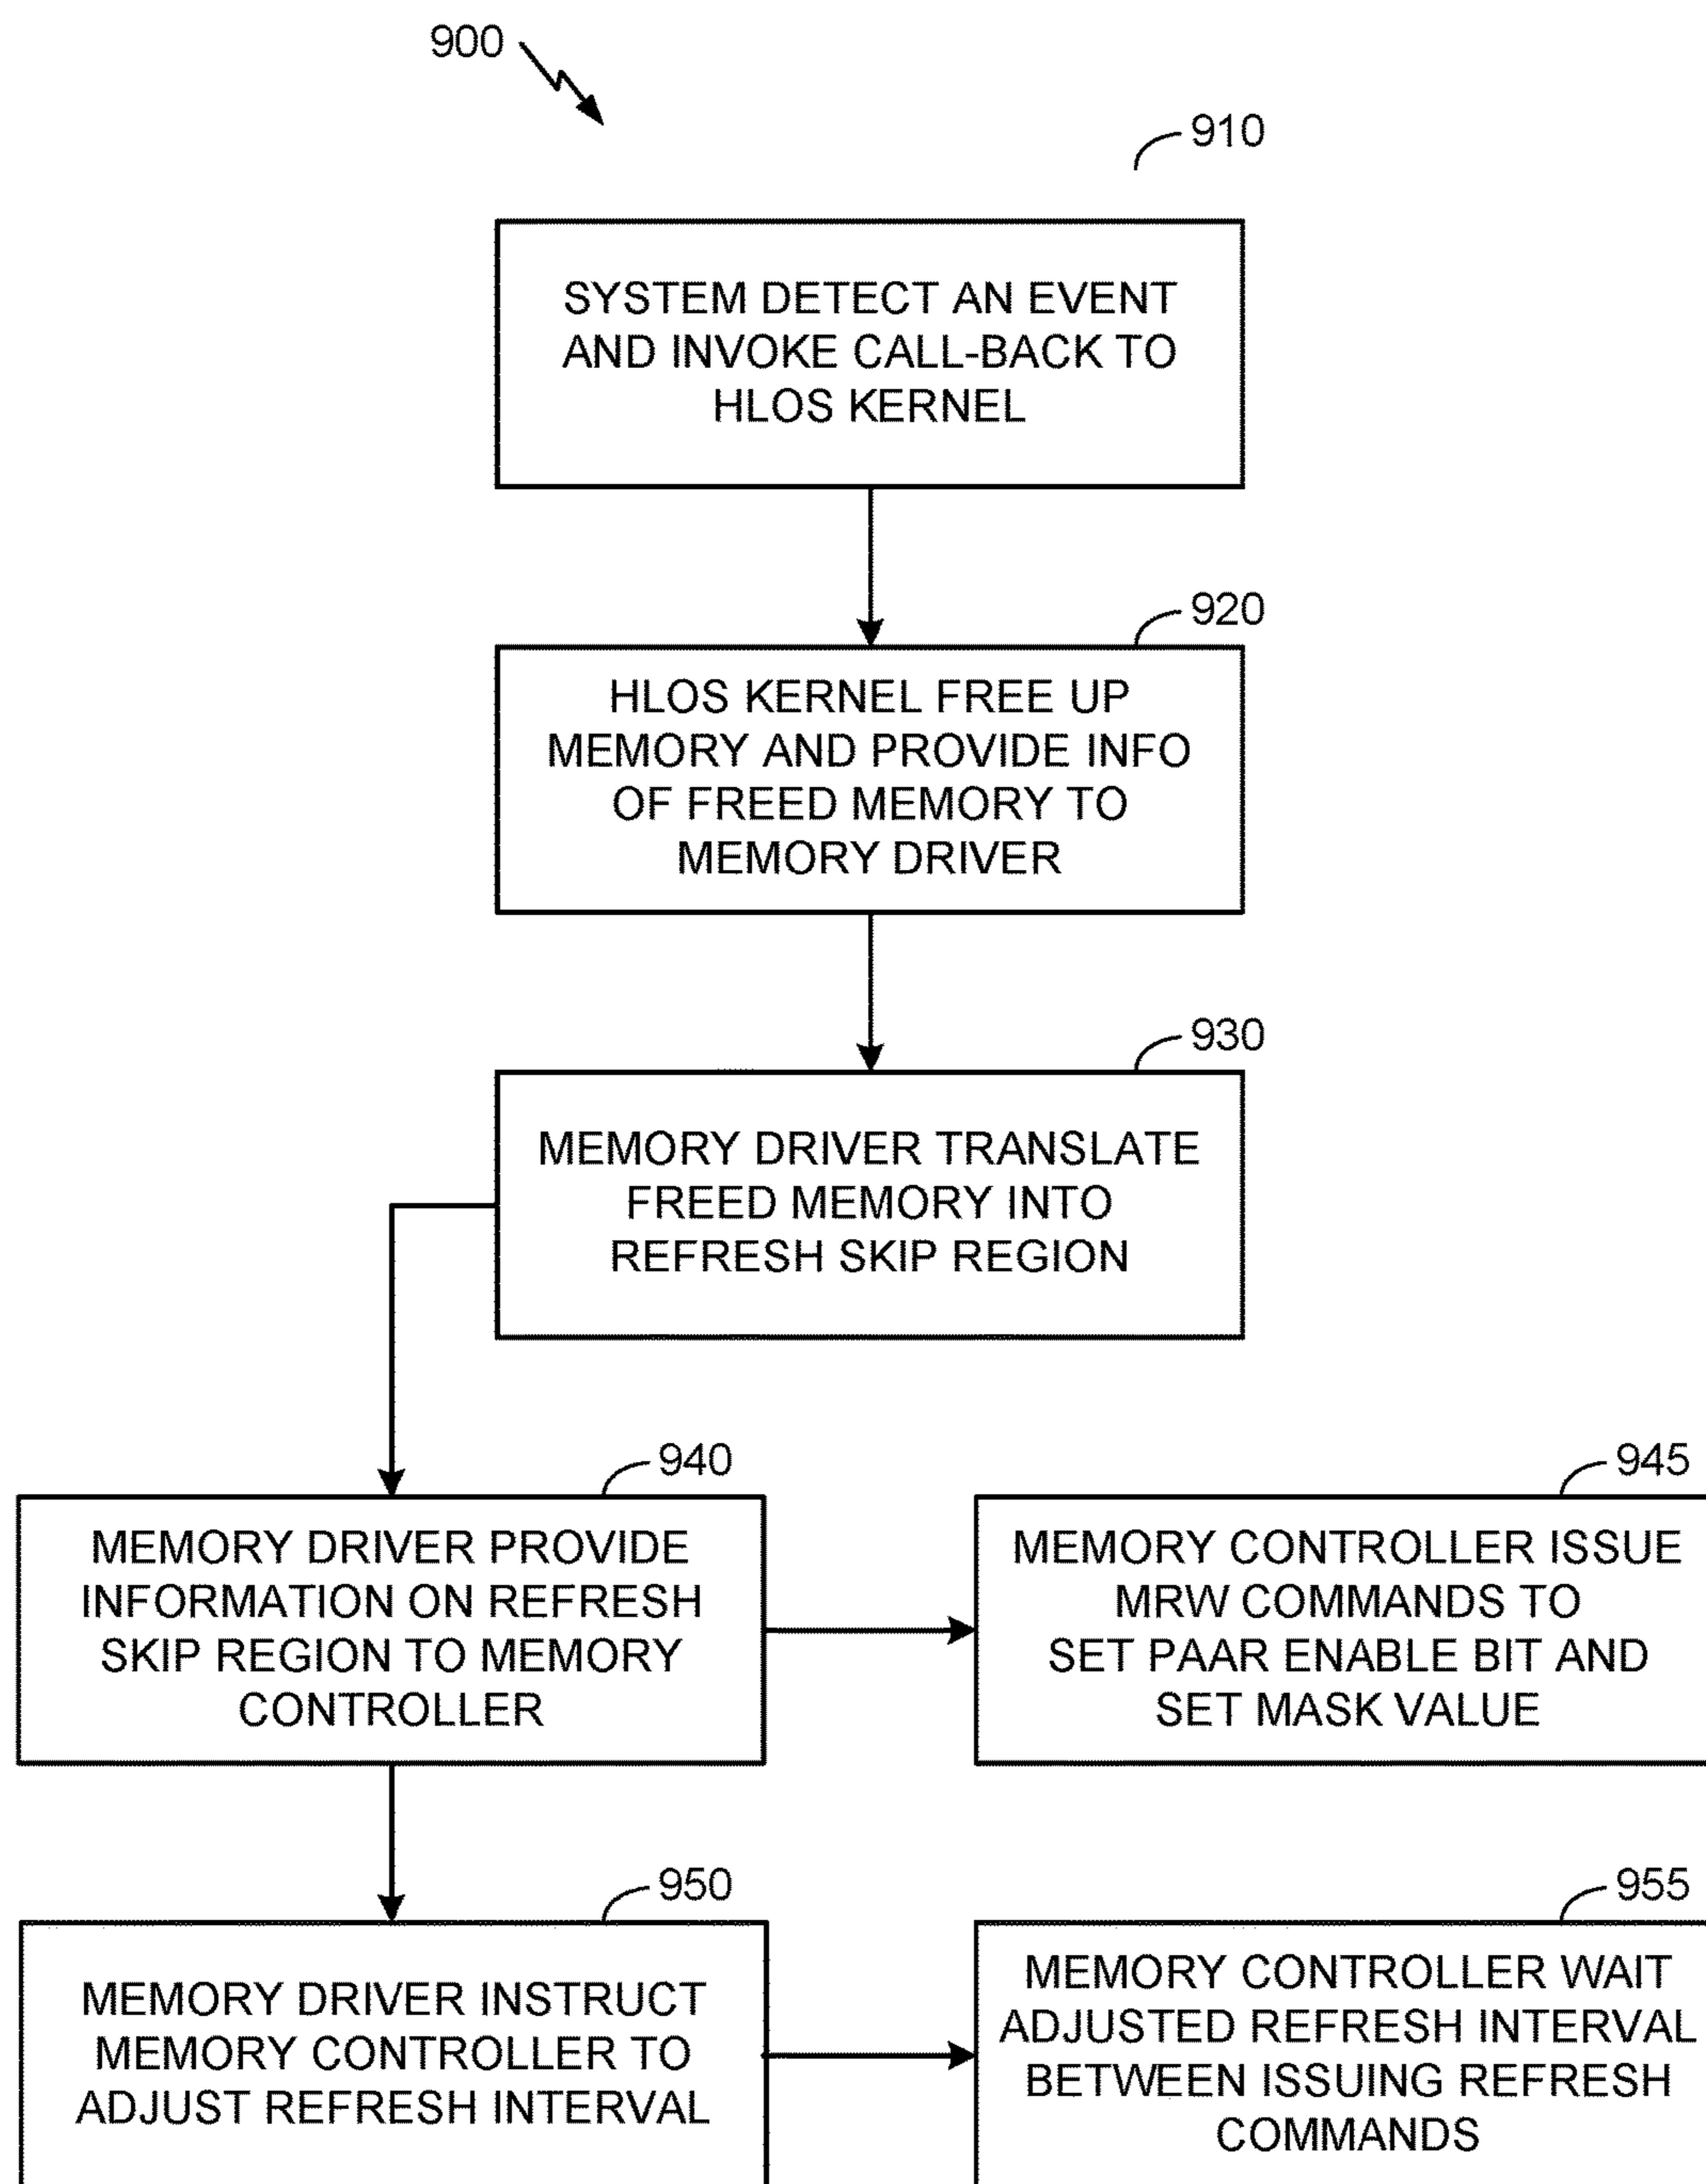 900
910
SYSTEM DETECT AN EVENT
AND INVOKE CALL-BACK TO
HLOS KERNEL
920
HLOS KERNEL FREE UP
MEMORY AND PROVIDE INFO
OF FREED MEMORY TO
MEMORY DRIVER
930
MEMORY DRIVER TRANSLATE
FREED MEMORY INTO
REFRESH SKIP REGION
940
MEMORY DRIVER PROVIDE
INFORMATION ON REFRESH
SKIP REGION TO MEMORY
CONTROLLER
945
MEMORY CONTROLLER ISSUE
MRW COMMANDS TO
SET PAAR ENABLE BIT AND
SET MASK VALUE
950
MEMORY DRIVER INSTRUCT
MEMORY CONTROLLER TO
ADJUST REFRESH INTERVAL
955
MEMORY CONTROLLER WAIT
ADJUSTED REFRESH INTERVAL
BETWEEN ISSUING REFRESH
COMMANDS